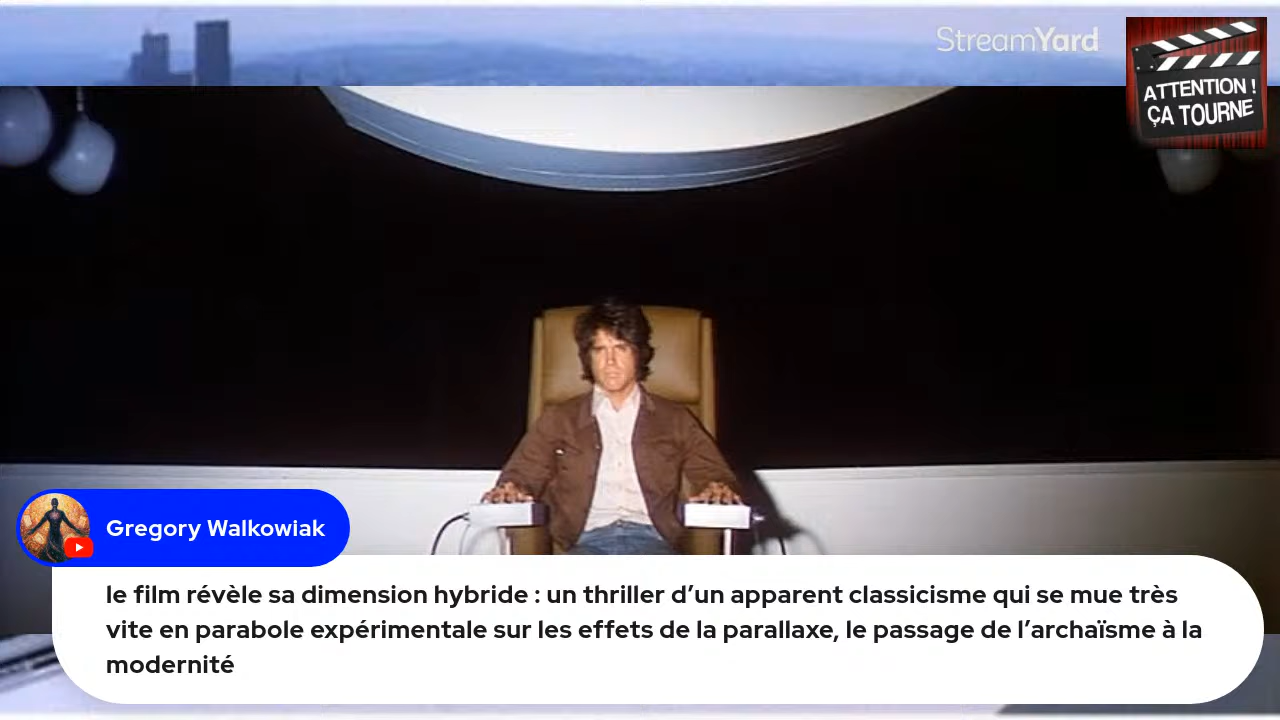 StreamYard
ATTENTION !
ÇA TOURNE
Gregory Walkowiak
le film révèle sa dimension hybride : un thriller d’un apparent classicisme qui se mue très
vite en parabole expérimentale sur les effets de la parallaxe, le passage de l’archaïsme à la
modernité